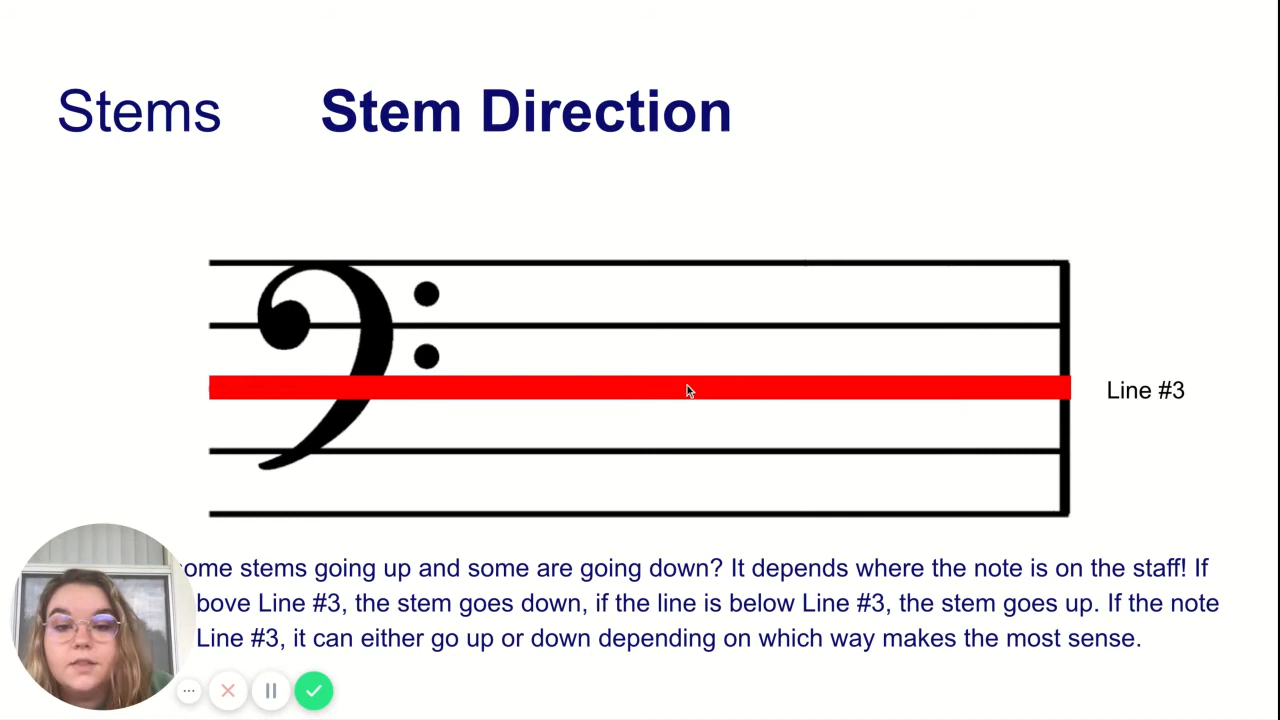 Stems Stem Direction
Line #3
some stems going up and some are going down? It depends where the note is on the staff! If
bove Line #3, the stem goes down, if the line is below Line #3, the stem goes up. If the note
Line #3, it can either go up or down depending on which way makes the most sense.